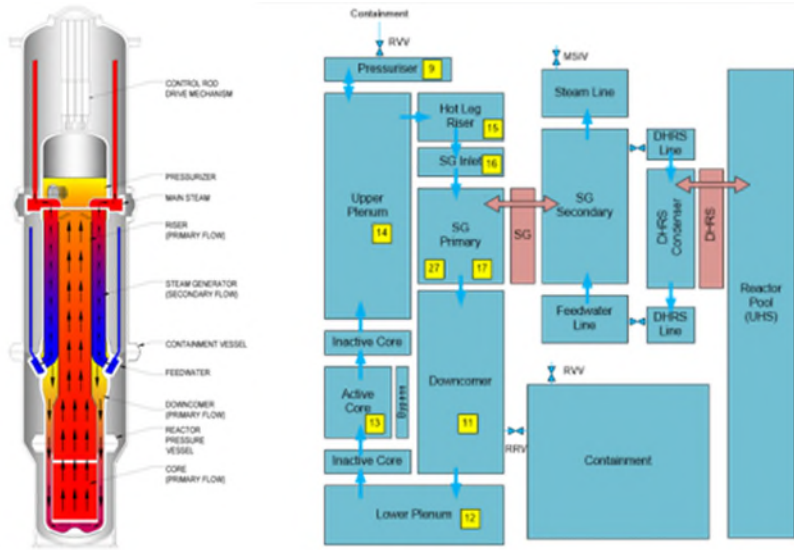 CONTROL ROD
DRIVE MECHANISM
PRESSURIZER
MAIN STEAM
RISER
(PRIMARY FLOW)
STEAM GENERATOR
(SECONDARY FLOW)
CONTAINMENT VESSEL
FEEDWATER
DOWNCOMER
(PRIMARY FLOW)
REACTOR
PRESSURE
VESSEL
CORE
(PRIMARY FLOW)
Containment
RVV
Pressuriser
9
Upper
Plenum
14
Inactive Core
Active
Core
13
Bypass
Inactive Core
Lower Plenum
12
Hot Leg
Riser
15
SG Inlet
16
SG
Primary
27
17
Downcomer
11
RRV
SG
MSIV
Steam Line
SG
Secondary
Feedwater
Line
DHRS
Line
DHRS
Condenser
DHRS
Line
DHRS
RVV
Containment
Reactor
Pool
(UHS)